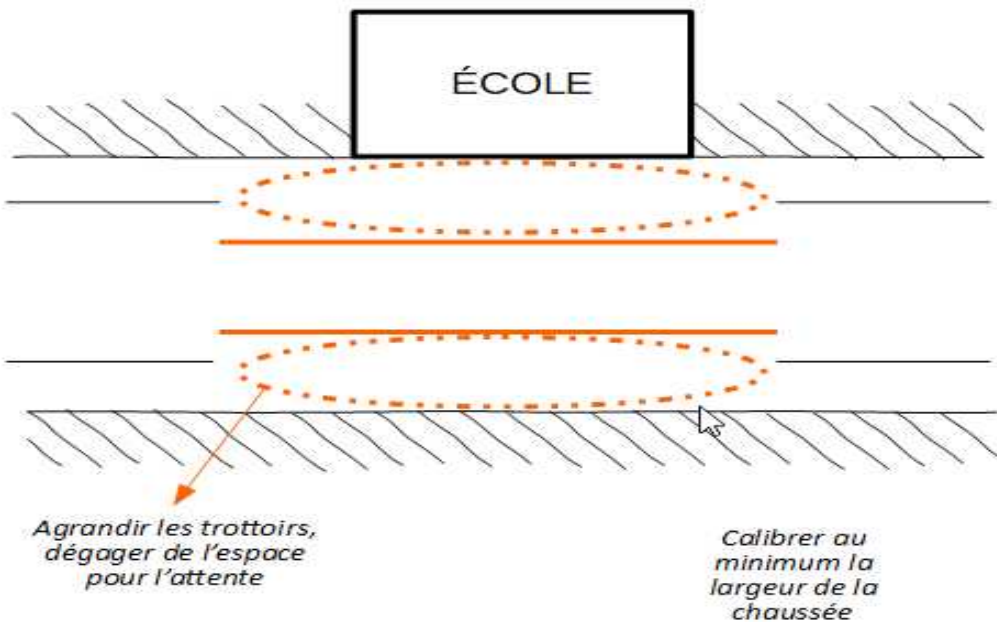 ÉCOLE
Agrandir les trottoirs,
dégager de l'espace
pour l'attente
Calibrer au
minimum la
largeur de la
chaussée